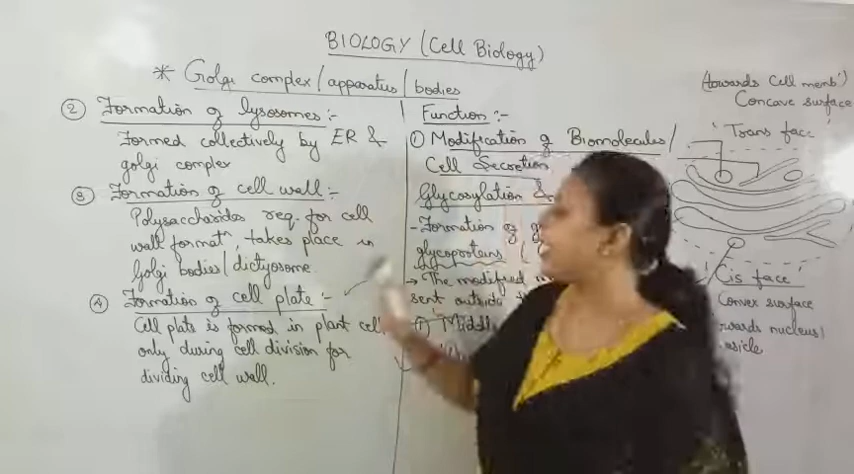 BIOLOGY (Cell Biology)
* Golgi complex/apparatus/bodies
② Formation of lysosomes:-
Formed collectively by ER &
golgi complex
③ Formation of cell wall:-
Polysaccharides req. for cell
wall formatn, takes place in
Golgi bodies/dictyosome.
④ Formation of cell plate:-
Cell plate is formed in plant cell
only during cell division for
dividing cell wall.
Function:-
① Modification of Biomolecules/
Cell Secretion
Glycosylation &
- Formation of
glycoproteins (
→ The modified
sent outside
Middle
(towards Cell memb')
Concave surface
'Trans face'
'Cis face'
Convex surface
nucleus)